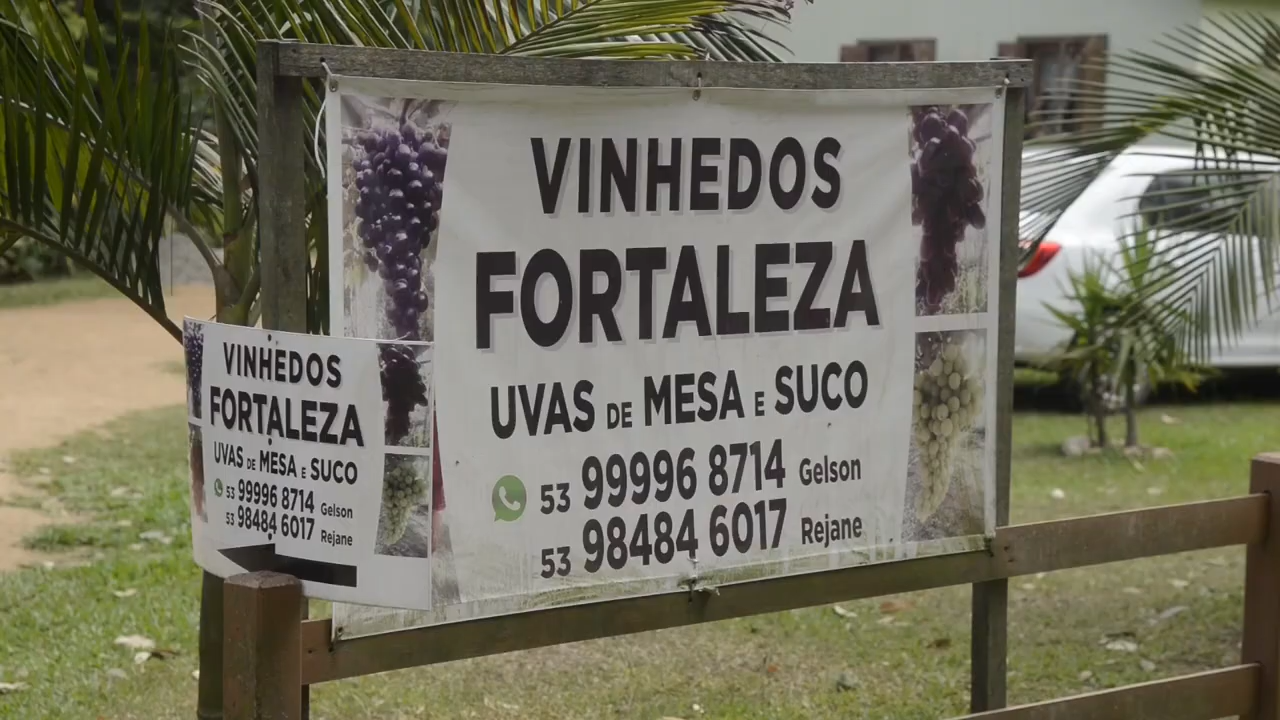 VINHEDOS
FORTALEZA
UVAS DE MESA E SUCO
53 99996 8714 Gelson
53 98484 6017 Rejane
VINHEDOS
FORTALEZA
UVAS DE MESA E SUCO
53 99996 8714 Gelson
53 98484 6017 Rejane